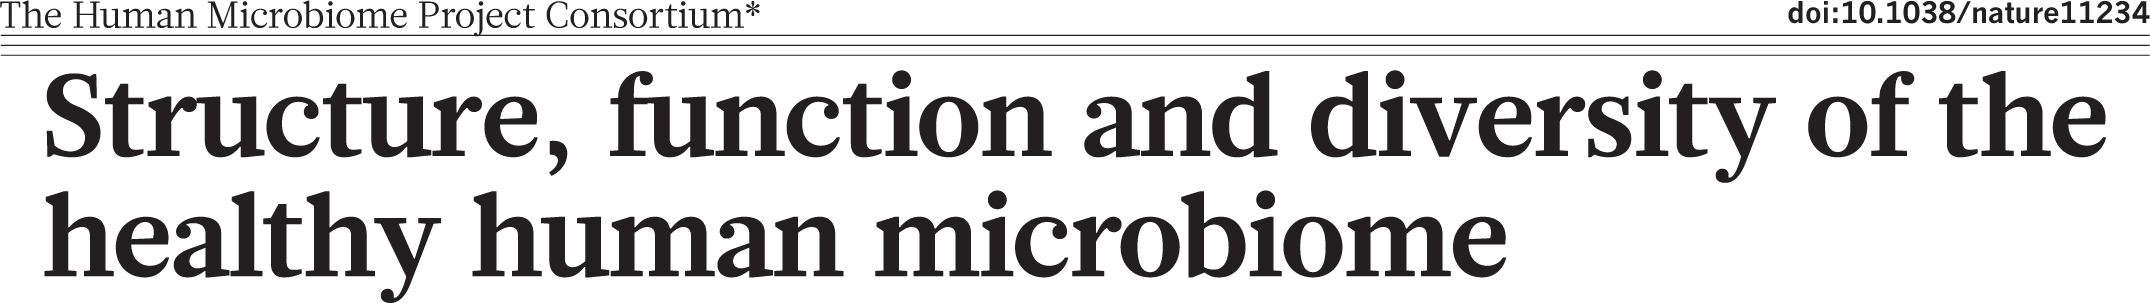 The Human Microbiome Project Consortium*
doi:10.1038/nature11234
Structure, function and diversity of the
healthy human microbiome